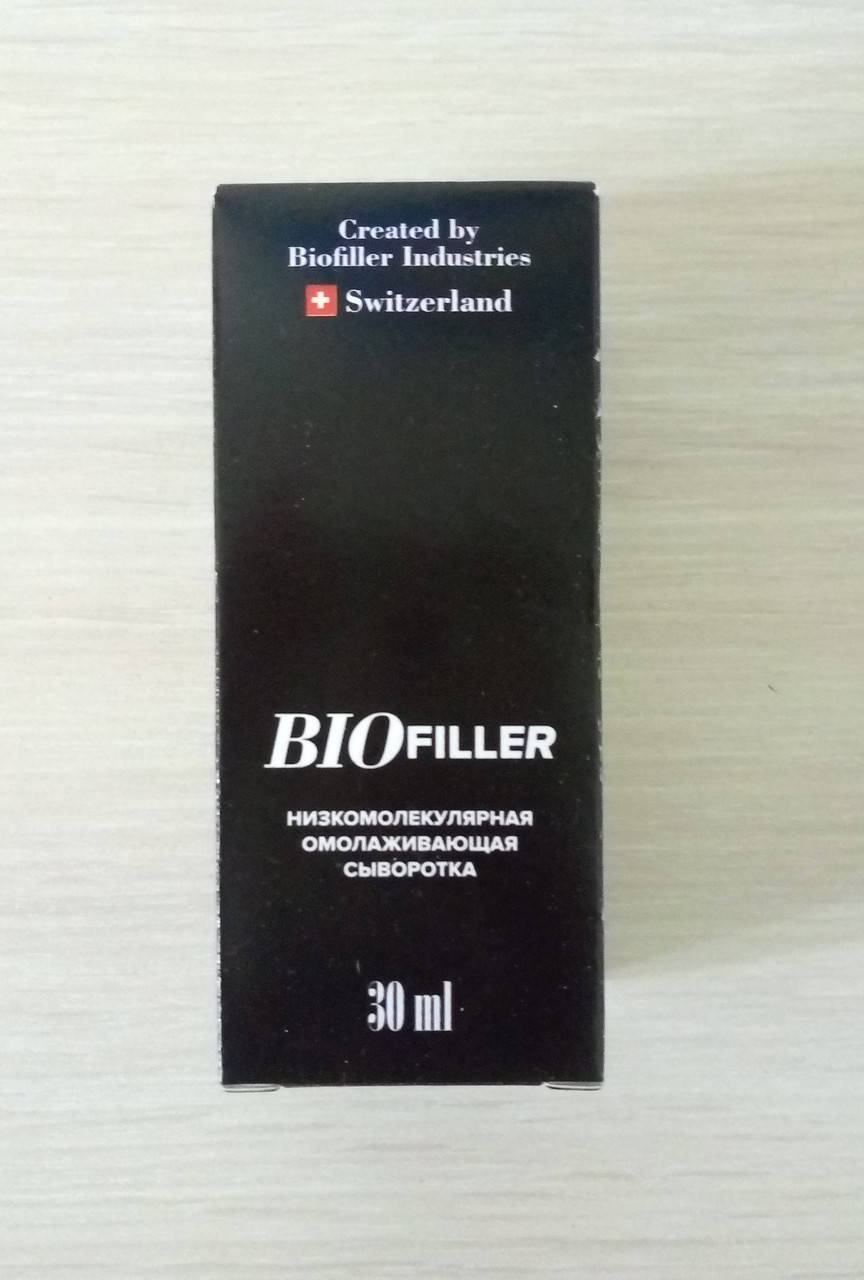 Created by
Biofiller Industries
Switzerland
BIOFILLER
НИЗКОМОЛЕКУЛЯРНАЯ
ОМОЛАЖИВАЮЩАЯ
СЫВОРОТКА
30 ml